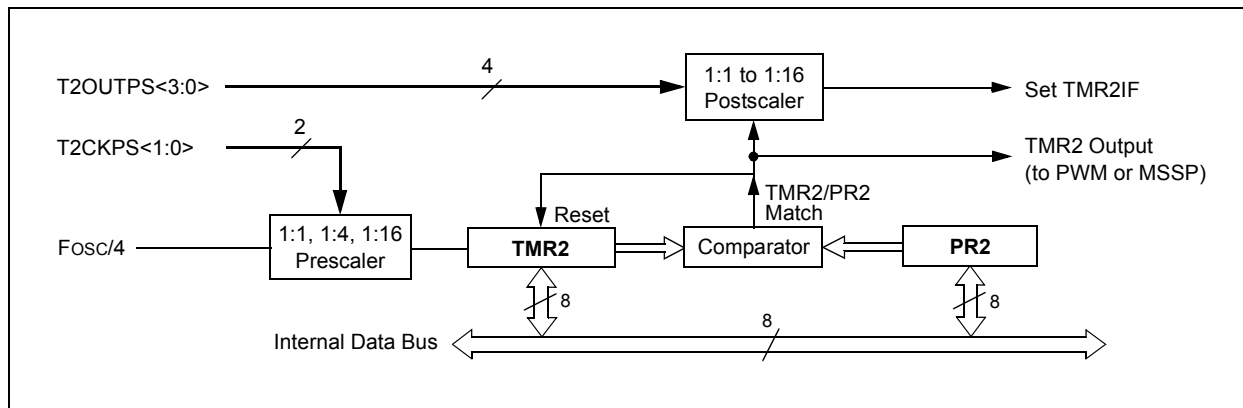 T2OUTPS<3:0>
4
1:1 to 1:16
Postscaler
Set TMR2IF
T2CKPS<1:0>
2
TMR2 Output
(to PWM or MSSP)
TMR2/PR2
Match
Reset
FOSC/4
1:1, 1:4, 1:16
Prescaler
TMR2
Comparator
PR2
8
8
Internal Data Bus
8